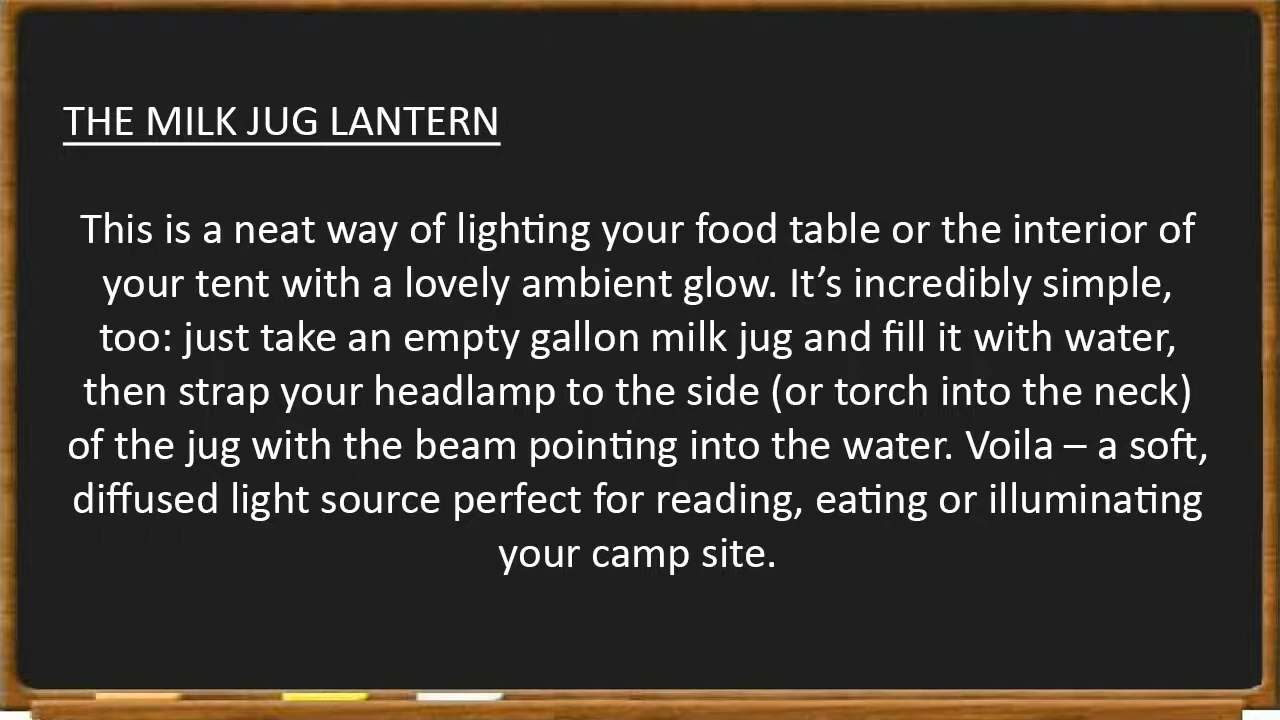 THE MILK JUG LANTERN
This is a neat way of lighting your food table or the interior of
your tent with a lovely ambient glow. It’s incredibly simple,
too: just take an empty gallon milk jug and fill it with water,
then strap your headlamp to the side (or torch into the neck)
of the jug with the beam pointing into the water. Voila – a soft,
diffused light source perfect for reading, eating or illuminating
your camp site.